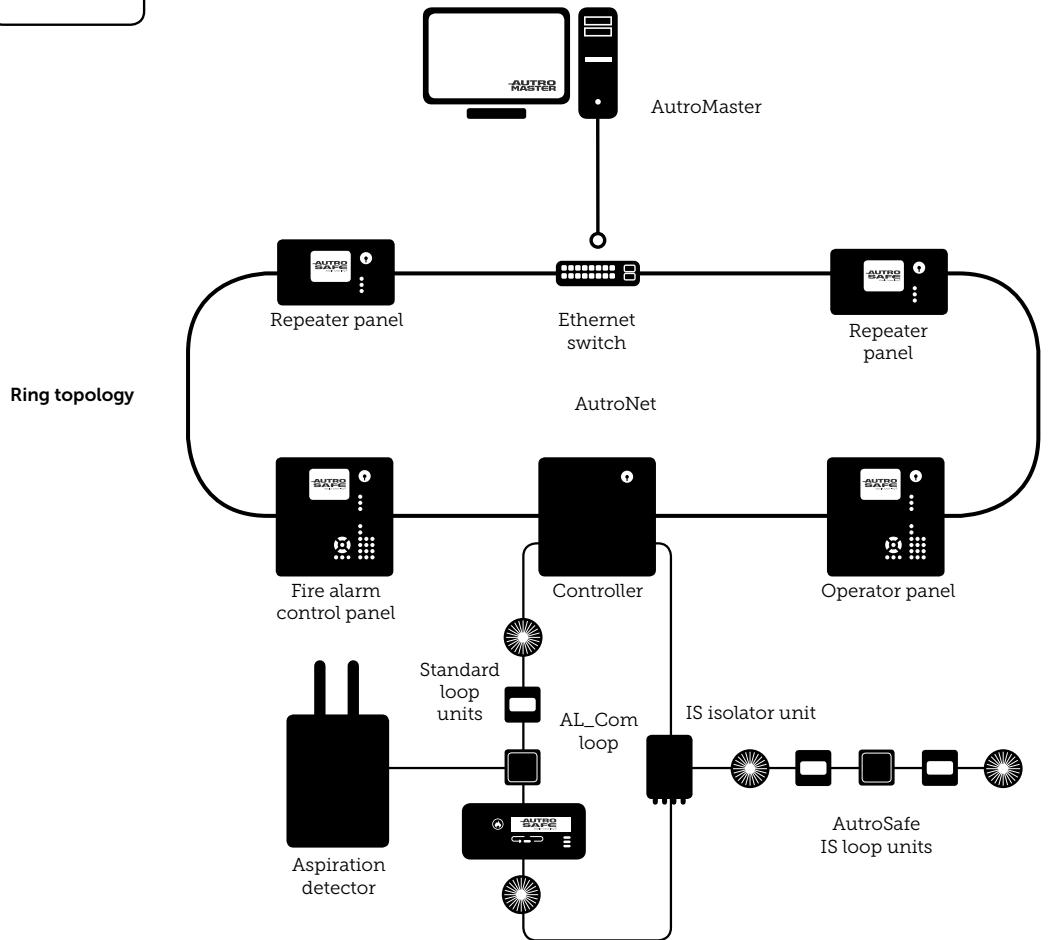 AUTRO
MASTER
AutroMaster
AUTRO
SAFE
Repeater panel
Ethernet
switch
AUTRO
SAFE
Repeater
panel
Ring topology
AutroNet
AUTRO
SAFE
Fire alarm
control panel
Controller
AUTRO
SAFE
Operator panel
Standard
loop
units
AL_Com
loop
IS isolator unit
AUTRO
SAFE
Aspiration
detector
AutroSafe
IS loop units